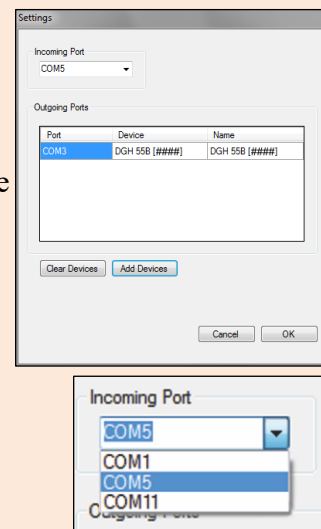 Settings
Incoming Port
COM5
Outgoing Ports
Port Device Name
COM3 DGH 55B [####] DGH 55B [####]
e
Clear Devices Add Devices
Cancel OK
Incoming Port
COM5
COM1
COM5
COM11